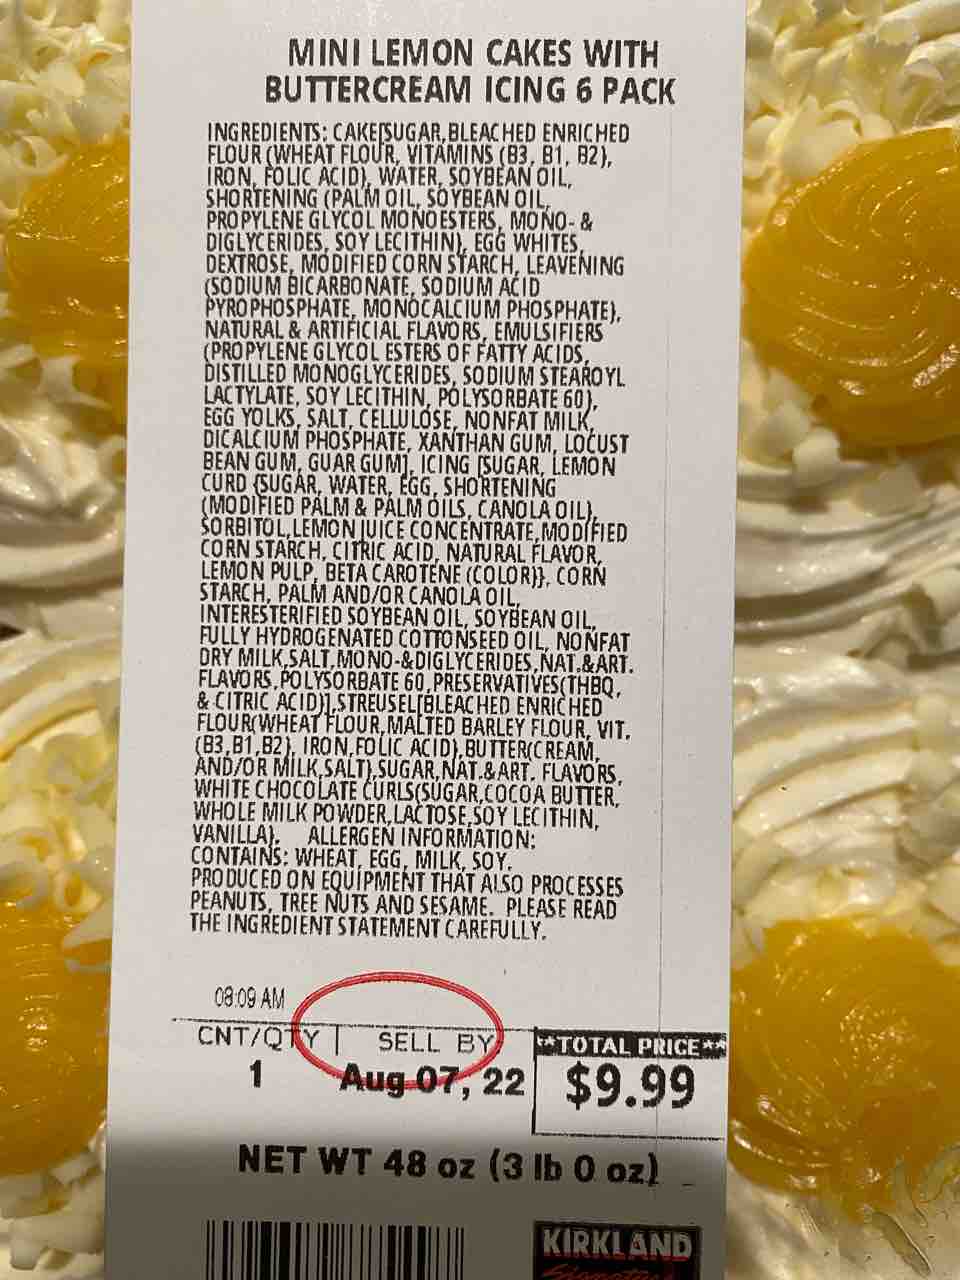 MINI LEMON CAKES WITH
BUTTERCREAM ICING 6 PACK
INGREDIENTS: CAKE[SUGAR,BLEACHED ENRICHED
FLOUR (WHEAT FLOUR, VITAMINS (B3, B1, B2),
IRON, FOLIC ACID), WATER, SOYBEAN OIL,
SHORTENING (PALM OIL, SOYBEAN OIL,
PROPYLENE GLYCOL MONOESTERS, MONO- &
DIGLYCERIDES, SOY LECITHIN), EGG WHITES,
DEXTROSE, MODIFIED CORN STARCH, LEAVENING
(SODIUM BICARBONATE, SODIUM ACID
PYROPHOSPHATE, MONOCALCIUM PHOSPHATE),
NATURAL & ARTIFICIAL FLAVORS, EMULSIFIERS
(PROPYLENE GLYCOL ESTERS OF FATTY ACIDS,
DISTILLED MONOGLYCERIDES, SODIUM STEAROYL
LACTYLATE, SOY LECITHIN, POLYSORBATE 60),
EGG YOLKS, SALT, CELLULOSE, NONFAT MILK,
DICALCIUM PHOSPHATE, XANTHAN GUM, LOCUST
BEAN GUM, GUAR GUM], ICING [SUGAR, LEMON
CURD {SUGAR, WATER, EGG, SHORTENING
(MODIFIED PALM & PALM OILS, CANOLA OIL),
SORBITOL,LEMON JUICE CONCENTRATE,MODIFIED
CORN STARCH, CITRIC ACID, NATURAL FLAVOR,
LEMON PULP, BETA CAROTENE (COLOR)}, CORN
STARCH, PALM AND/OR CANOLA OIL,
INTERESTERIFIED SOYBEAN OIL, SOYBEAN OIL,
FULLY HYDROGENATED COTTONSEED OIL, NONFAT
DRY MILK,SALT,MONO-&DIGLYCERIDES,NAT.&ART.
FLAVORS,POLYSORBATE 60,PRESERVATIVES(THBQ,
& CITRIC ACID)],STREUSEL[BLEACHED ENRICHED
FLOUR(WHEAT FLOUR,MALTED BARLEY FLOUR, VIT.
(B3,B1,B2), IRON,FOLIC ACID),BUTTER(CREAM,
AND/OR MILK,SALT),SUGAR,NAT.&ART. FLAVORS,
WHITE CHOCOLATE CURLS(SUGAR,COCOA BUTTER,
WHOLE MILK POWDER,LACTOSE,SOY LECITHIN,
VANILLA). ALLERGEN INFORMATION:
CONTAINS: WHEAT, EGG, MILK, SOY.
PRODUCED ON EQUIPMENT THAT ALSO PROCESSES
PEANUTS, TREE NUTS AND SESAME. PLEASE READ
THE INGREDIENT STATEMENT CAREFULLY.
08:09 AM
CNT/QTY SELL BY **TOTAL PRICE**
1 Aug 07, 22 $9.99
NET WT 48 oz (3 lb 0 oz)
KIRKLAND
Signature